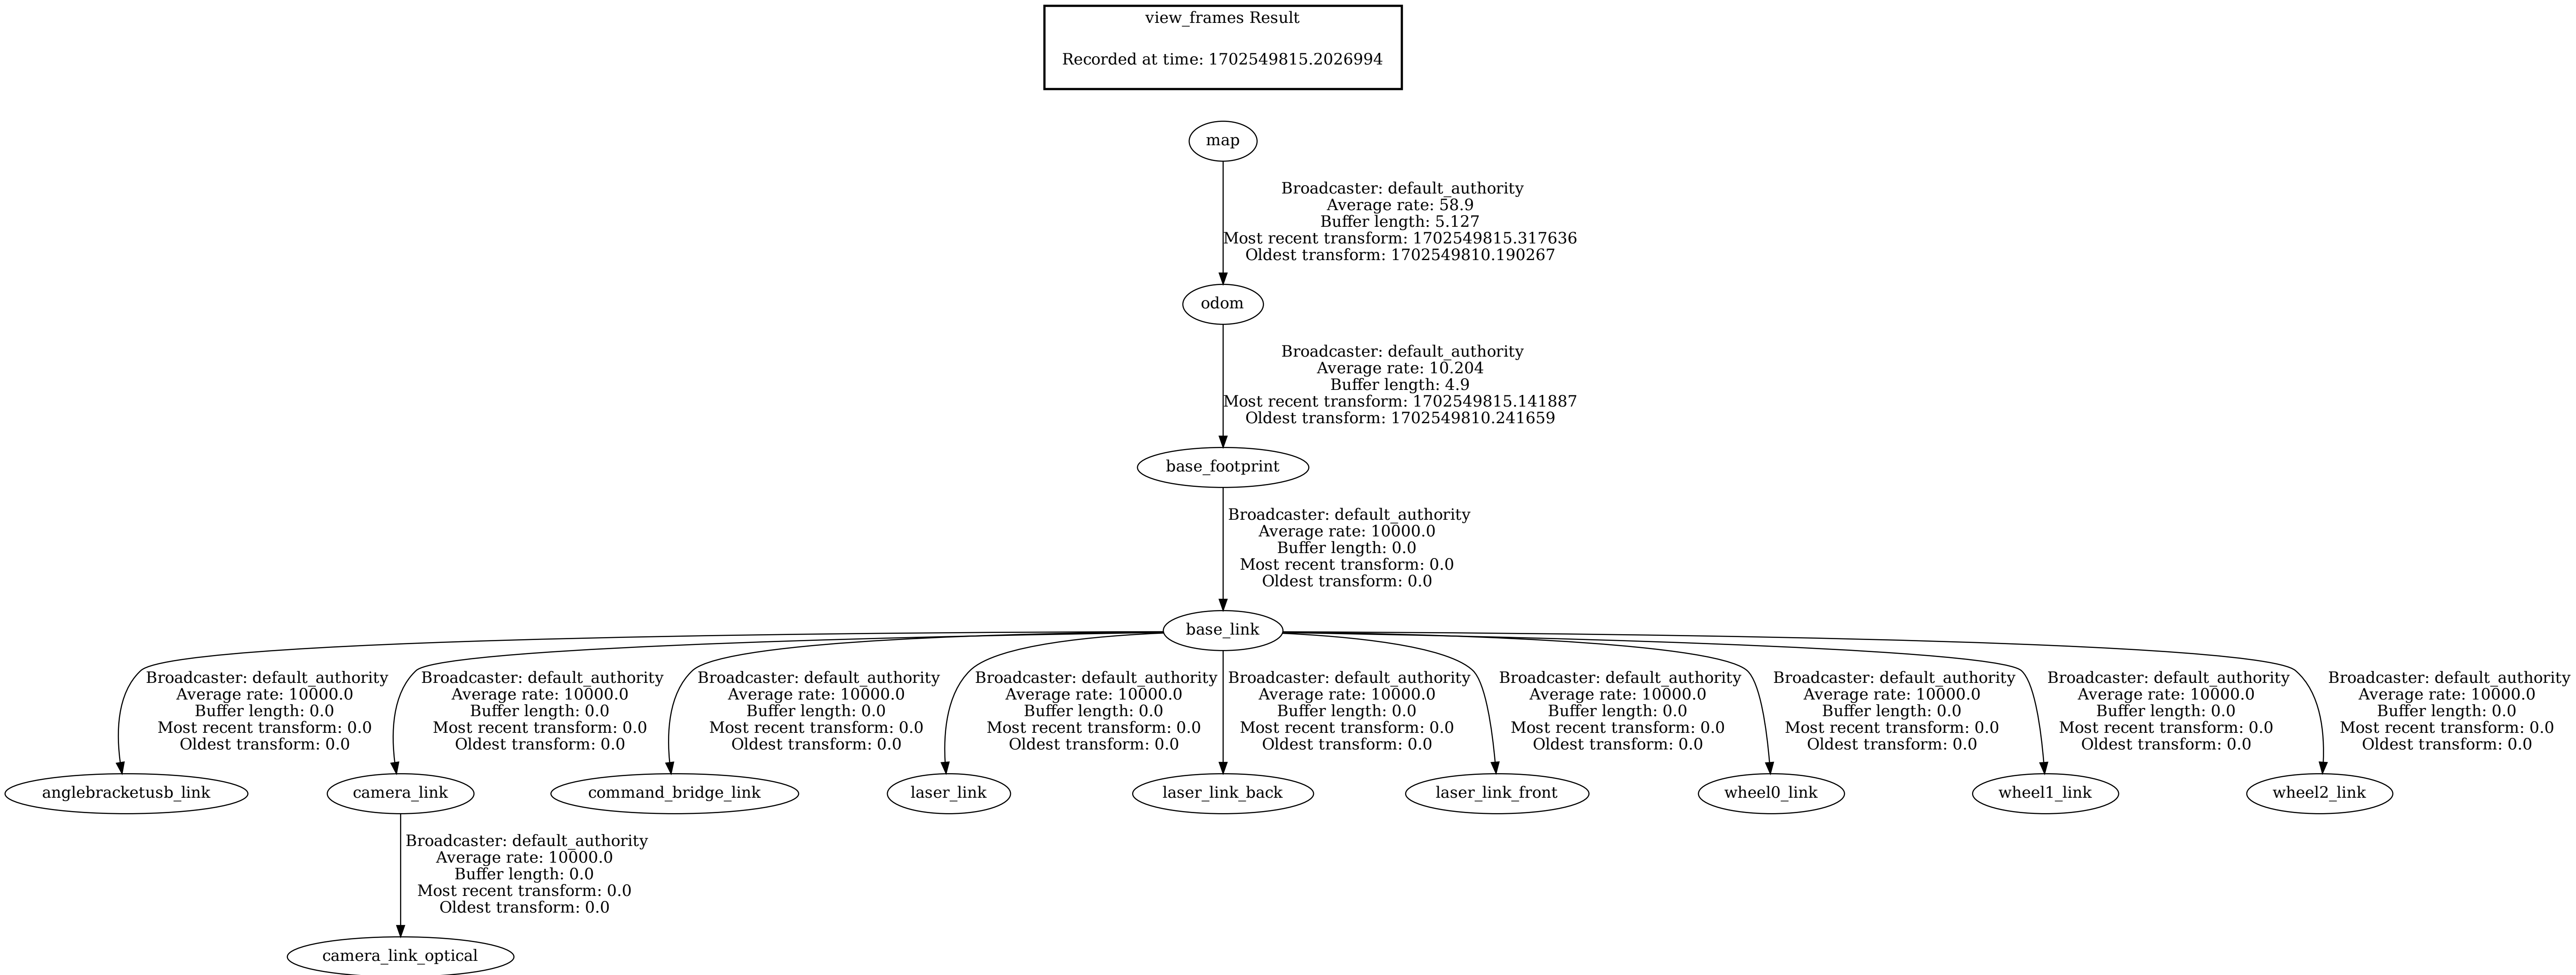 view_frames Result
Recorded at time: 1702549815.2026994
map
Broadcaster: default_authority
Average rate: 58.9
Buffer length: 5.127
Most recent transform: 1702549815.317636
Oldest transform: 1702549810.190267
odom
Broadcaster: default_authority
Average rate: 10.204
Buffer length: 4.9
Most recent transform: 1702549815.141887
Oldest transform: 1702549810.241659
base_footprint
Broadcaster: default_authority
Average rate: 10000.0
Buffer length: 0.0
Most recent transform: 0.0
Oldest transform: 0.0
base_link
Broadcaster: default_authority
Average rate: 10000.0
Buffer length: 0.0
Most recent transform: 0.0
Oldest transform: 0.0
Broadcaster: default_authority
Average rate: 10000.0
Buffer length: 0.0
Most recent transform: 0.0
Oldest transform: 0.0
Broadcaster: default_authority
Average rate: 10000.0
Buffer length: 0.0
Most recent transform: 0.0
Oldest transform: 0.0
Broadcaster: default_authority
Average rate: 10000.0
Buffer length: 0.0
Most recent transform: 0.0
Oldest transform: 0.0
Broadcaster: default_authority
Average rate: 10000.0
Buffer length: 0.0
Most recent transform: 0.0
Oldest transform: 0.0
Broadcaster: default_authority
Average rate: 10000.0
Buffer length: 0.0
Most recent transform: 0.0
Oldest transform: 0.0
Broadcaster: default_authority
Average rate: 10000.0
Buffer length: 0.0
Most recent transform: 0.0
Oldest transform: 0.0
Broadcaster: default_authority
Average rate: 10000.0
Buffer length: 0.0
Most recent transform: 0.0
Oldest transform: 0.0
Broadcaster: default_authority
Average rate: 10000.0
Buffer length: 0.0
Most recent transform: 0.0
Oldest transform: 0.0
anglebracketusb_link
camera_link
command_bridge_link
laser_link
laser_link_back
laser_link_front
wheel0_link
wheel1_link
wheel2_link
Broadcaster: default_authority
Average rate: 10000.0
Buffer length: 0.0
Most recent transform: 0.0
Oldest transform: 0.0
camera_link_optical